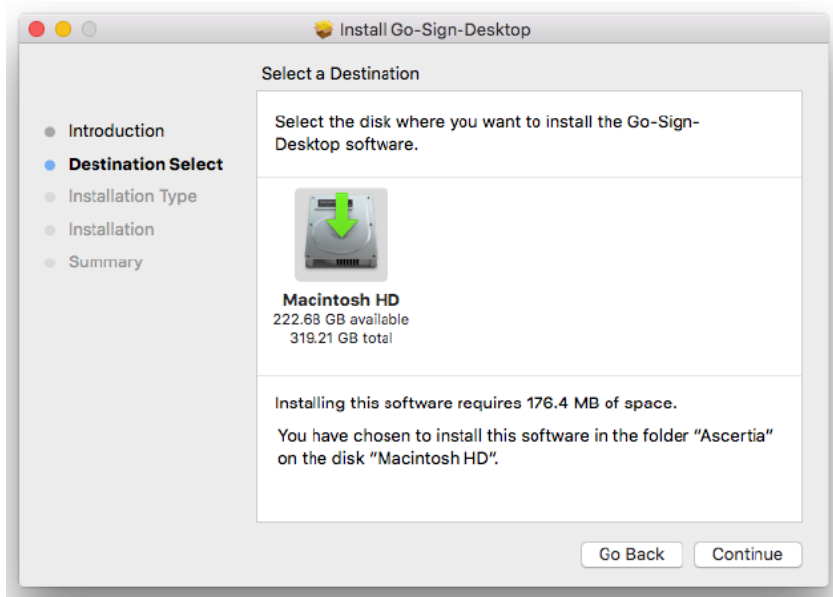 Install Go-Sign-Desktop
Select a Destination
Introduction
Destination Select
Installation Type
Installation
Summary
Select the disk where you want to install the Go-Sign-
Desktop software.
Macintosh HD
222.68 GB available
319.21 GB total
Installing this software requires 176.4 MB of space.
You have chosen to install this software in the folder “Ascertia”
on the disk “Macintosh HD”.
Go Back
Continue